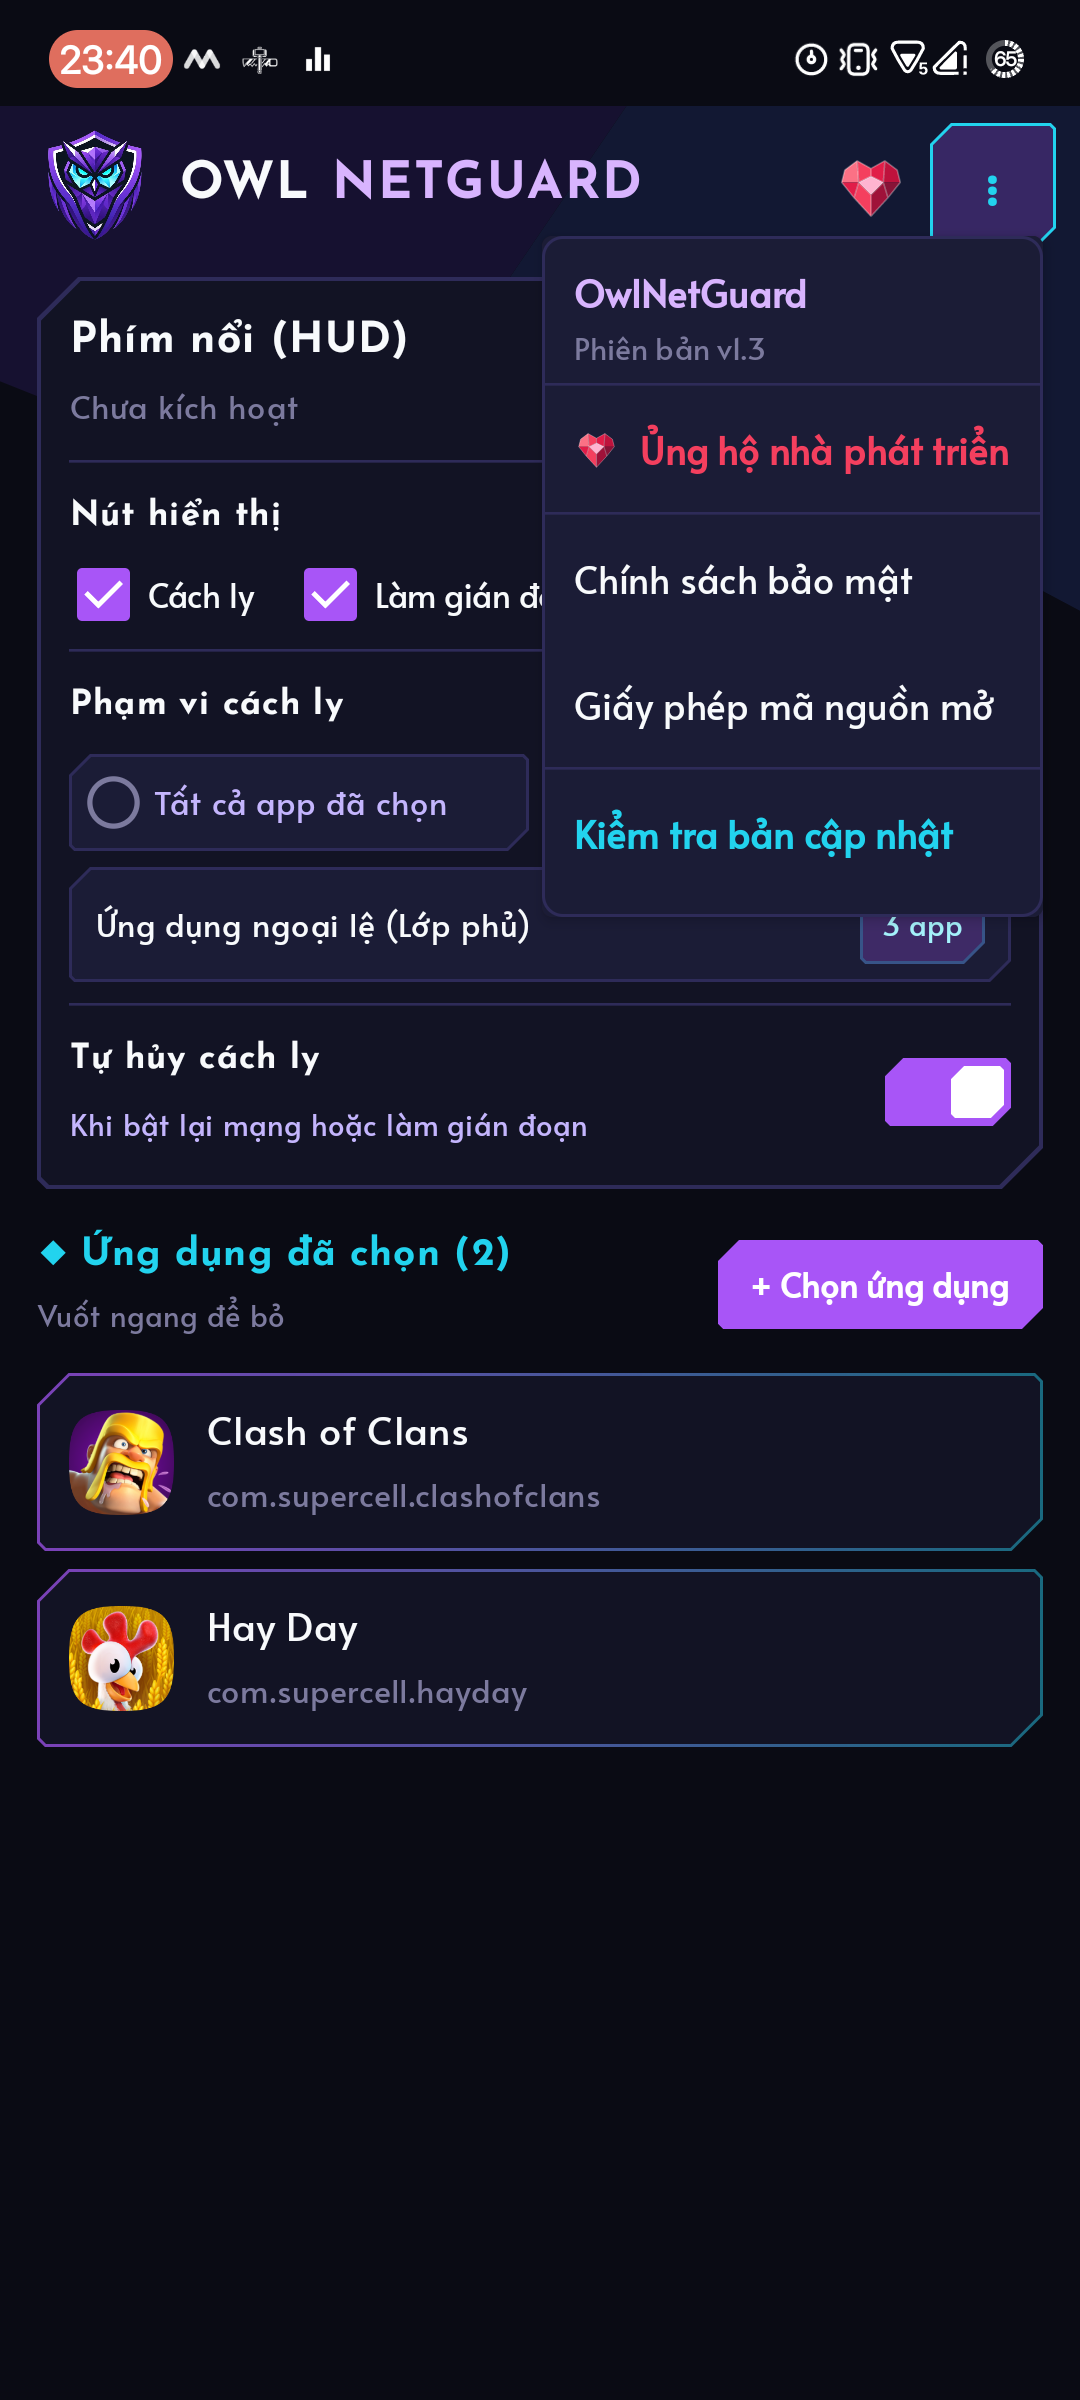 23:40
5
65
OWL NETGUARD
OwlNetGuard
Phiên bản v1.3
Ủng hộ nhà phát triển
Chính sách bảo mật
Giấy phép mã nguồn mở
Kiểm tra bản cập nhật
Phím nổi (HUD)
Chưa kích hoạt
Nút hiển thị
Cách ly
Làm gián
Phạm vi cách ly
Tất cả app đã chọn
Ứng dụng ngoại lệ (Lớp phủ)
3 app
Tự hủy cách ly
Khi bật lại mạng hoặc làm gián đoạn
Ứng dụng đã chọn (2)
Vuốt ngang để bỏ
+ Chọn ứng dụng
Clash of Clans
com.supercell.clashofclans
Hay Day
com.supercell.hayday